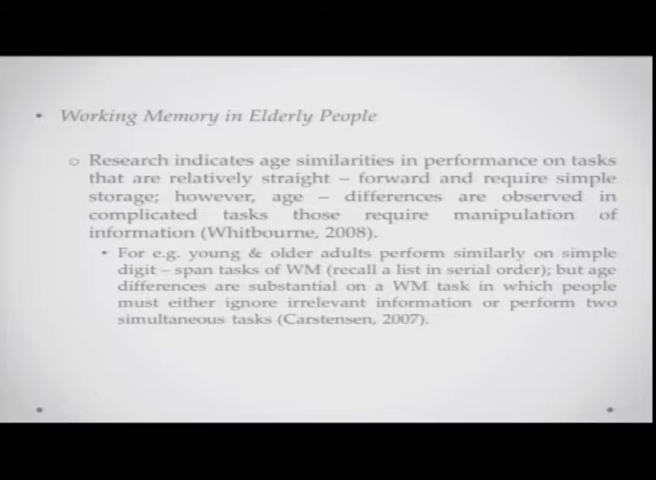 • Working Memory in Elderly People
o Research indicates age similarities in performance on tasks
that are relatively straight – forward and require simple
storage; however, age – differences are observed in
complicated tasks those require manipulation of
information (Whitbourne, 2008).
• For e.g. young & older adults perform similarly on simple
digit – span tasks of WM (recall a list in serial order); but age
differences are substantial on a WM task in which people
must either ignore irrelevant information or perform two
simultaneous tasks (Carstensen, 2007).